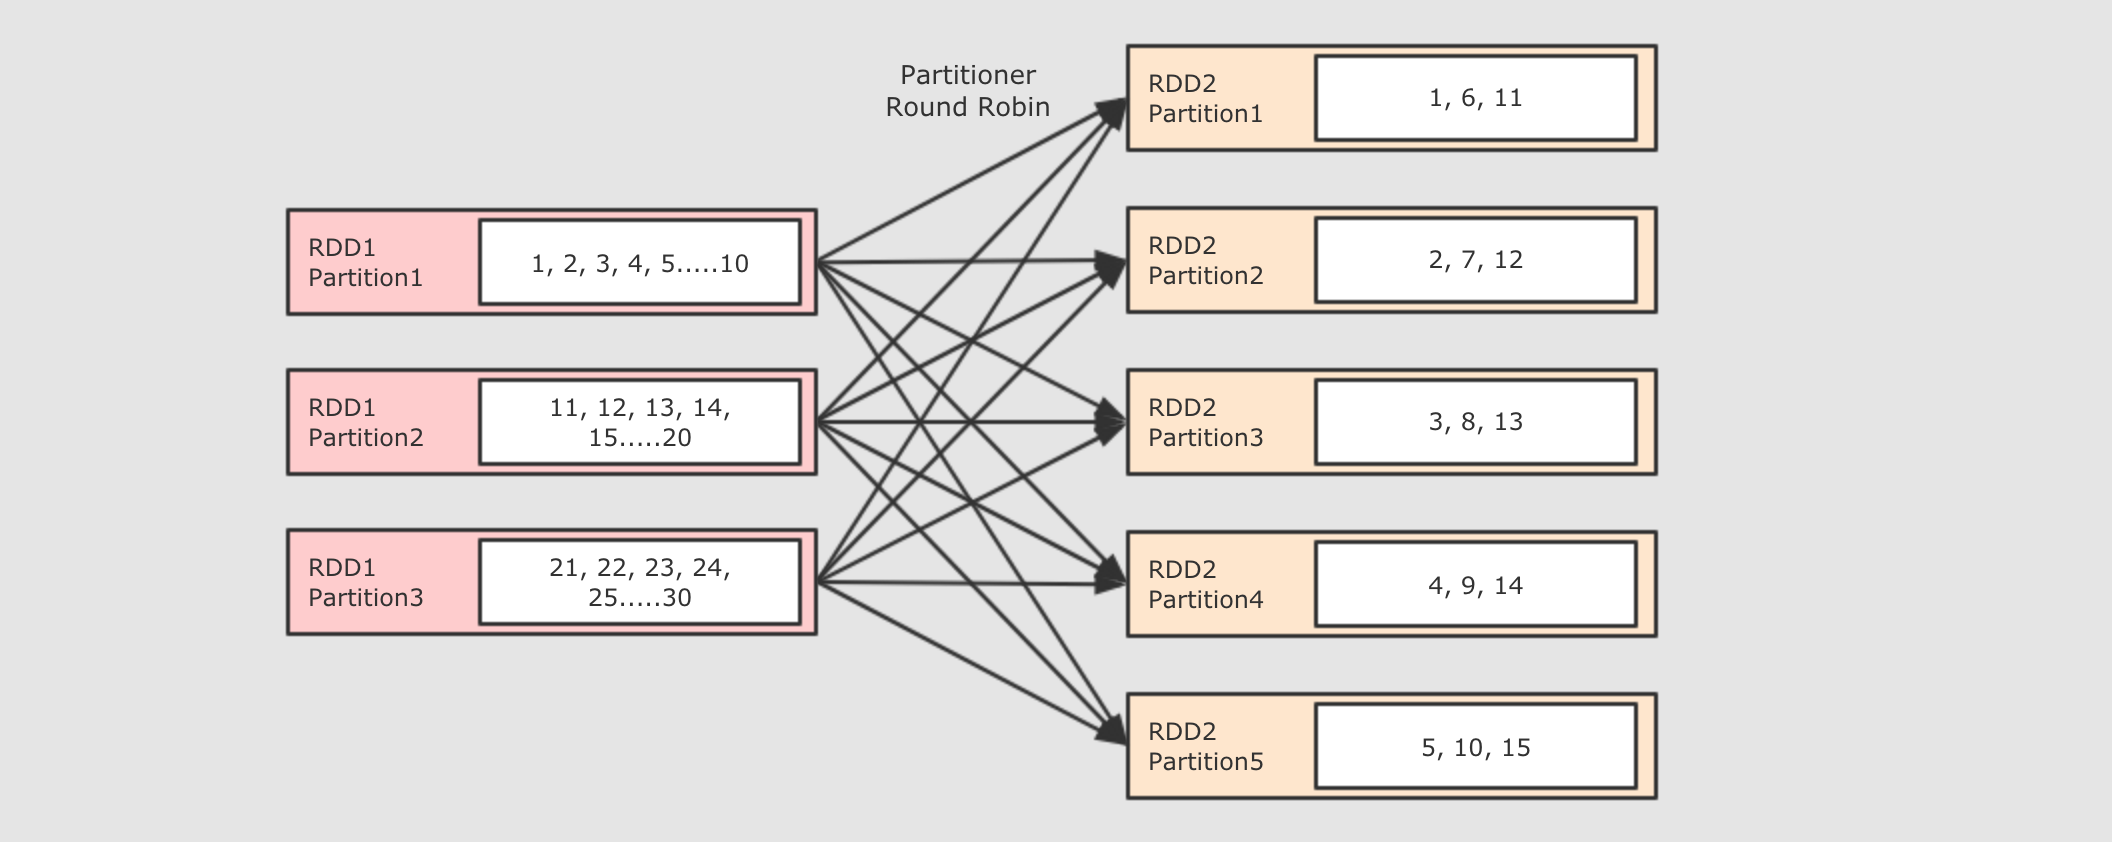 Partitioner
Round Robin
RDD1
Partition1
1, 2, 3, 4, 5.....10
RDD1
Partition2
11, 12, 13, 14,
15.....20
RDD1
Partition3
21, 22, 23, 24,
25.....30
RDD2
Partition1
1, 6, 11
RDD2
Partition2
2, 7, 12
RDD2
Partition3
3, 8, 13
RDD2
Partition4
4, 9, 14
RDD2
Partition5
5, 10, 15